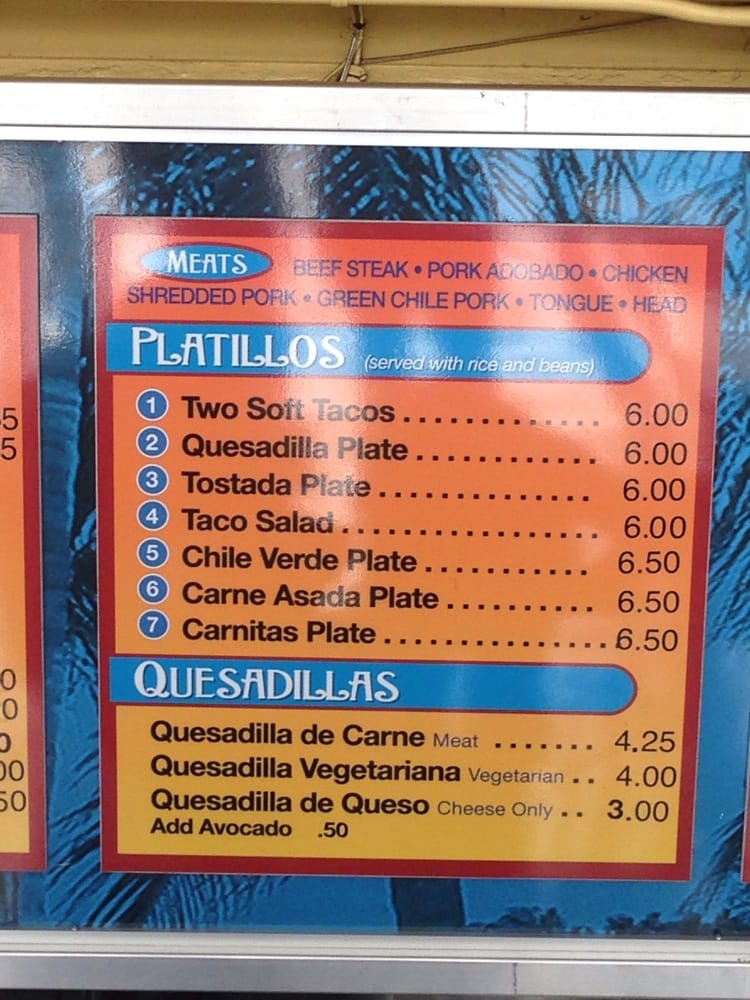 MEATS BEEF STEAK • PORK ADOBADO • CHICKEN
SHREDDED PORK • GREEN CHILE PORK • TONGUE • HEAD
PLATILLOS (served with rice and beans)
1 Two Soft Tacos . . . . . . . . . . . . . 6.00
2 Quesadilla Plate . . . . . . . . . . . . 6.00
3 Tostada Plate . . . . . . . . . . . . . . 6.00
4 Taco Salad . . . . . . . . . . . . . . . . 6.00
5 Chile Verde Plate . . . . . . . . . . . 6.50
6 Carne Asada Plate . . . . . . . . . . 6.50
7 Carnitas Plate . . . . . . . . . . . . . . . 6.50
QUESADILLAS
Quesadilla de Carne Meat . . . . . . . 4.25
Quesadilla Vegetariana Vegetarian . . 4.00
Quesadilla de Queso Cheese Only . . 3.00
Add Avocado .50